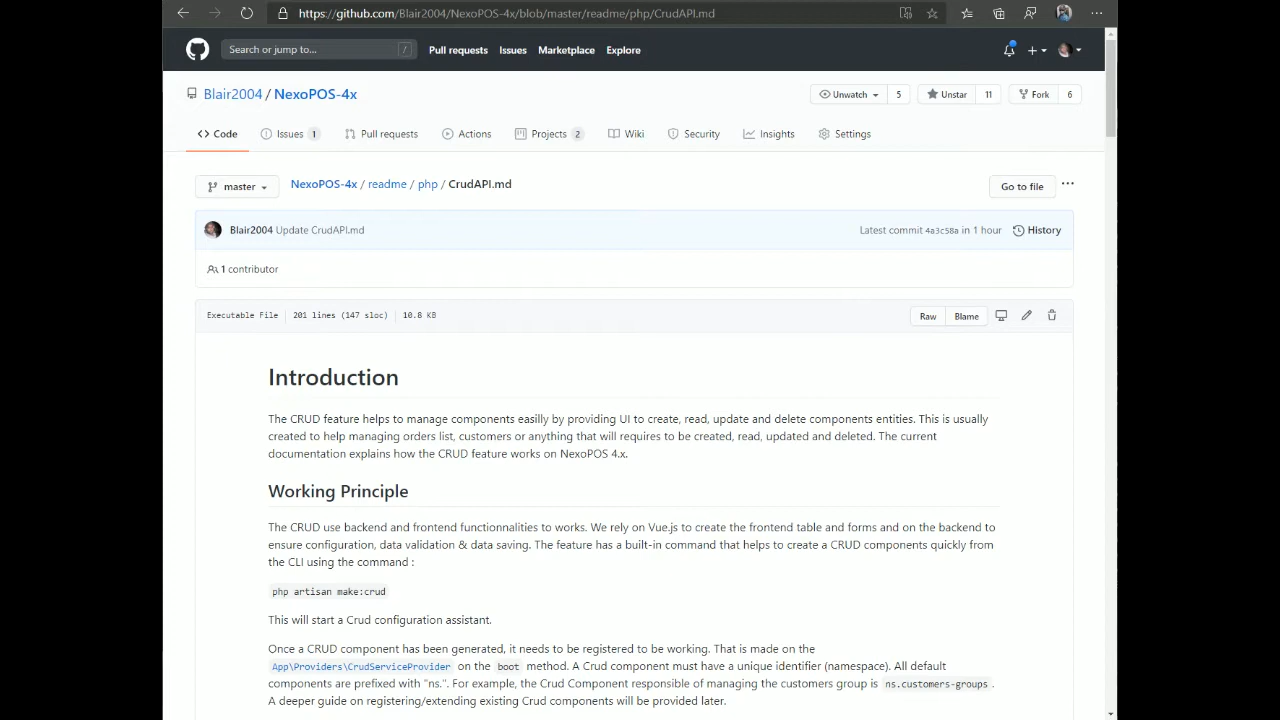 https://github.com/Blair2004/NexoPOS-4x/blob/master/readme/php/CrudAPI.md
Search or jump to... / Pull requests Issues Marketplace Explore
Blair2004 / NexoPOS-4x Unwatch 5 Unstar 11 Fork 6
Code Issues 1 Pull requests Actions Projects 2 Wiki Security Insights Settings
master NexoPOS-4x / readme / php / CrudAPI.md Go to file ...
Blair2004 Update CrudAPI.md Latest commit 4a3c58a in 1 hour History
1 contributor
Executable File 201 lines (147 sloc) 10.8 KB Raw Blame
Introduction
The CRUD feature helps to manage components easilly by providing UI to create, read, update and delete components entities. This is usually
created to help managing orders list, customers or anything that will requires to be created, read, updated and deleted. The current
documentation explains how the CRUD feature works on NexoPOS 4.x.
Working Principle
The CRUD use backend and frontend functionnalities to works. We rely on Vue.js to create the frontend table and forms and on the backend to
ensure configuration, data validation & data saving. The feature has a built-in command that helps to create a CRUD components quickly from
the CLI using the command :
php artisan make:crud
This will start a Crud configuration assistant.
Once a CRUD component has been generated, it needs to be registered to be working. That is made on the
App\Providers\CrudServiceProvider on the boot method. A Crud component must have a unique identifier (namespace). All default
components are prefixed with "ns.". For example, the Crud Component responsible of managing the customers group is ns.customers-groups .
A deeper guide on registering/extending existing Crud components will be provided later.